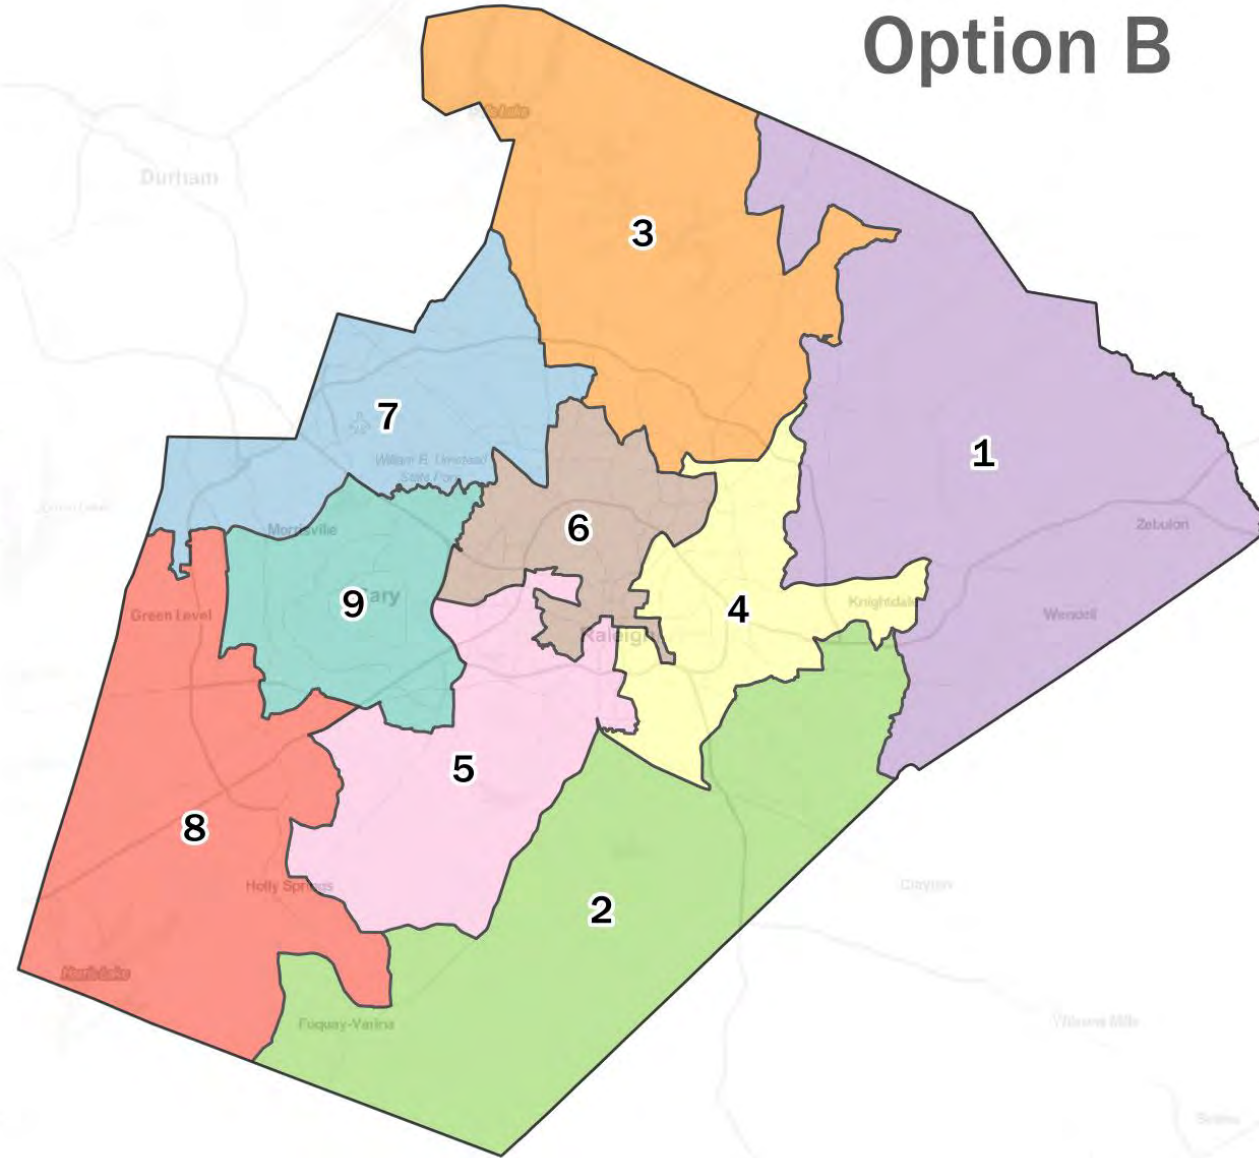 Option B
Durham
3
7
William B. Umstead
State Park
1
Morrisville
6
Zebulon
9
Cary
4
Knightdale
Green Level
Wendell
Raleigh
5
8
Holly Springs
2
Clayton
Harris Lake
Fuquay-Varina
Wilsons Mills
Selma